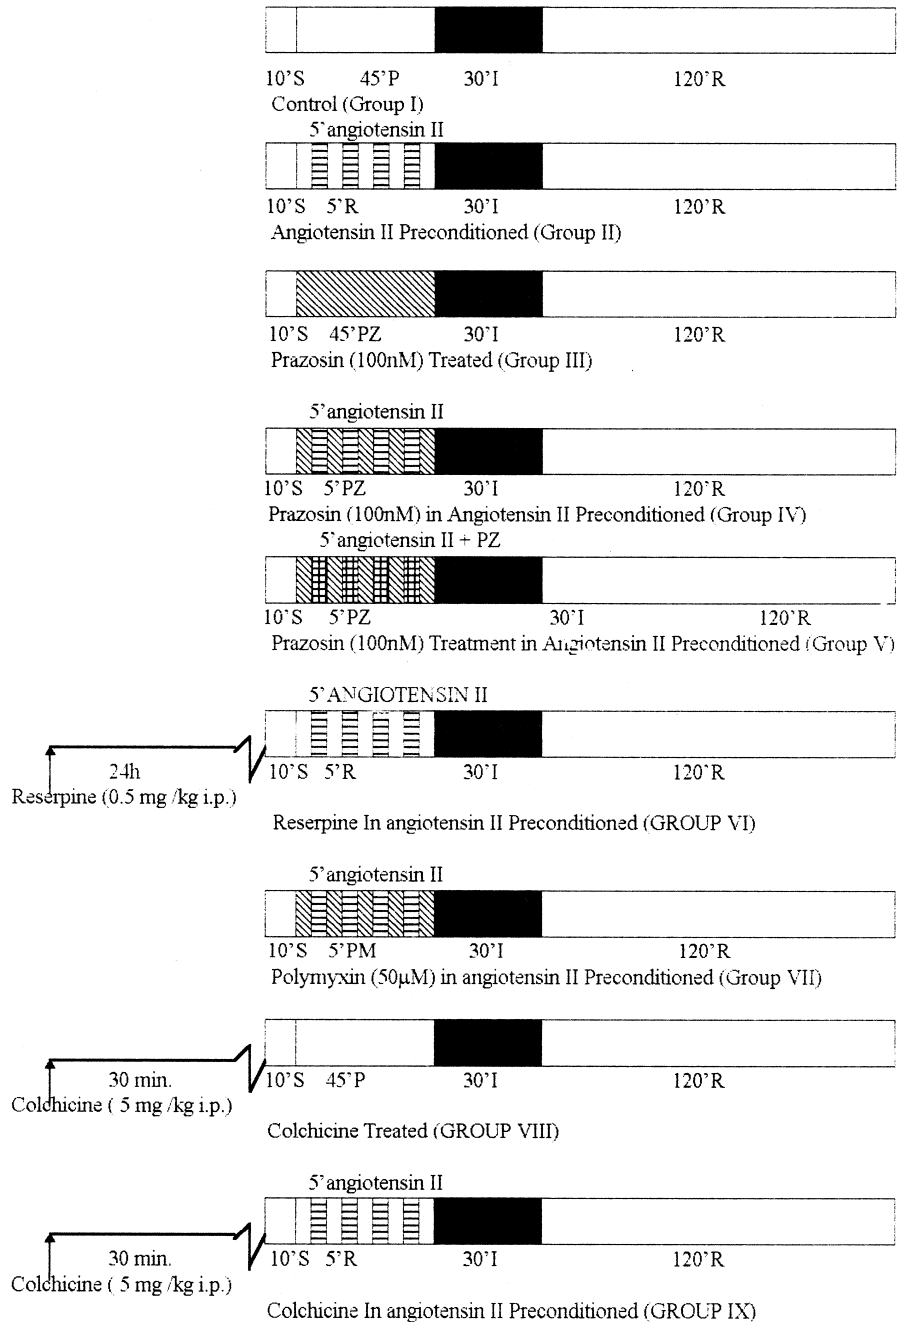 10'S 45'P 30'I 120'R
Control (Group I)
5'angiotensin II
10'S 5'R 30'I 120'R
Angiotensin II Preconditioned (Group II)
10'S 45'PZ 30'I 120'R
Prazosin (100nM) Treated (Group III)
5'angiotensin II
10'S 5'PZ 30'I 120'R
Prazosin (100nM) in Angiotensin II Preconditioned (Group IV)
5'angiotensin II + PZ
10'S 5'PZ 30'I 120'R
Prazosin (100nM) Treatment in Angiotensin II Preconditioned (Group V)
5'ANGIOTENSIN II
24h 10'S 5'R 30'I 120'R
Reserpine (0.5 mg /kg i.p.)
Reserpine In angiotensin II Preconditioned (GROUP VI)
5'angiotensin II
10'S 5'PM 30'I 120'R
Polymyxin (50µM) in angiotensin II Preconditioned (Group VII)
30 min. 10'S 45'P 30'I 120'R
Colchicine ( 5 mg /kg i.p.)
Colchicine Treated (GROUP VIII)
5'angiotensin II
30 min. 10'S 5'R 30'I 120'R
Colchicine ( 5 mg /kg i.p.)
Colchicine In angiotensin II Preconditioned (GROUP IX)